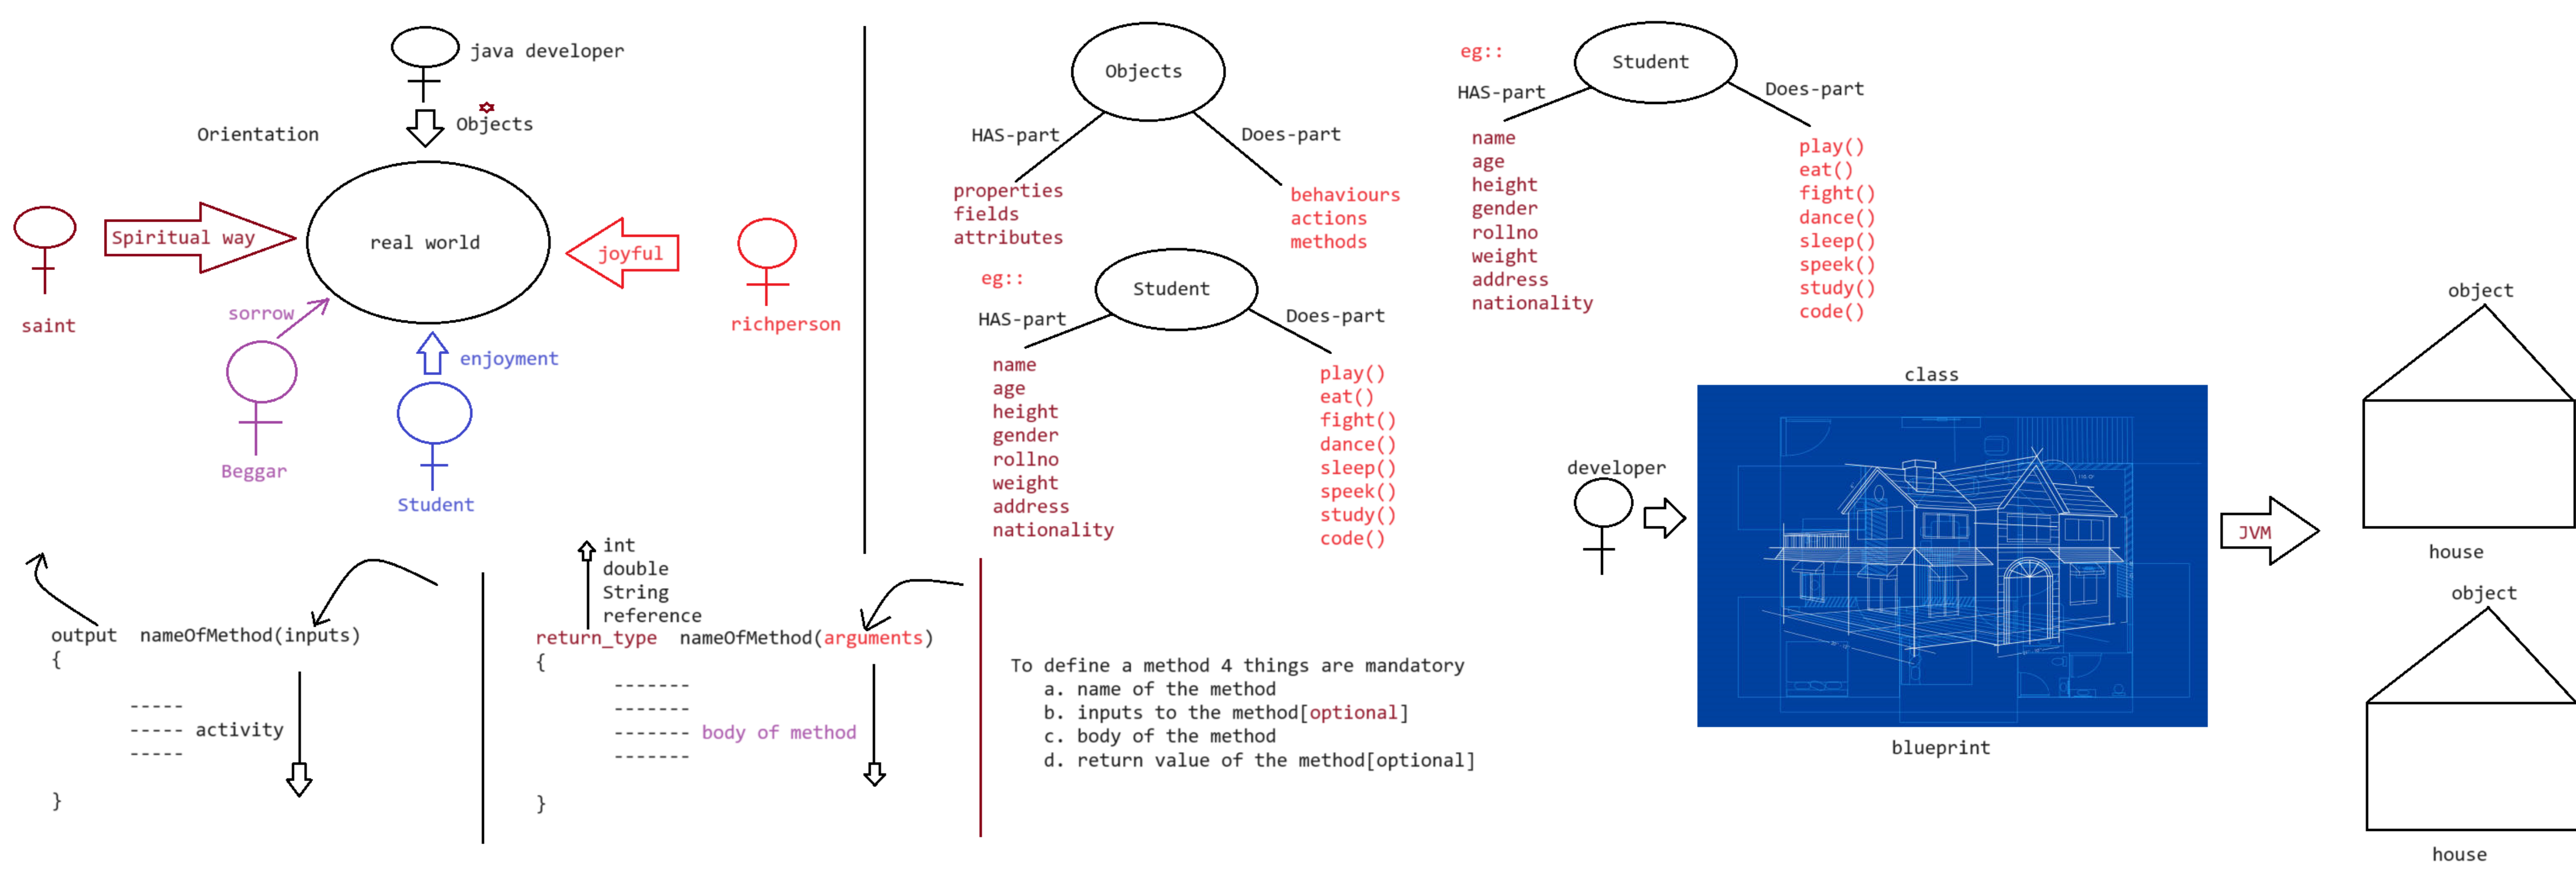 java developer
Objects
Orientation
real world
Spiritual way
saint
joyful
richperson
sorrow
Beggar
enjoyment
Student
Objects
HAS-part
Does-part
properties
fields
attributes
behaviours
actions
methods
eg::
Student
HAS-part
Does-part
name
age
height
gender
rollno
weight
address
nationality
play()
eat()
fight()
dance()
sleep()
speek()
study()
code()
eg::
Student
HAS-part
Does-part
name
age
height
gender
rollno
weight
address
nationality
play()
eat()
fight()
dance()
sleep()
speek()
study()
code()
output nameOfMethod(inputs)
{
-----
----- activity
-----
}
int
double
String
reference
return_type nameOfMethod(arguments)
{
-------
-------
------- body of method
-------
}
To define a method 4 things are mandatory
a. name of the method
b. inputs to the method[optional]
c. body of the method
d. return value of the method[optional]
developer
class
blueprint
JVM
object
house
object
house